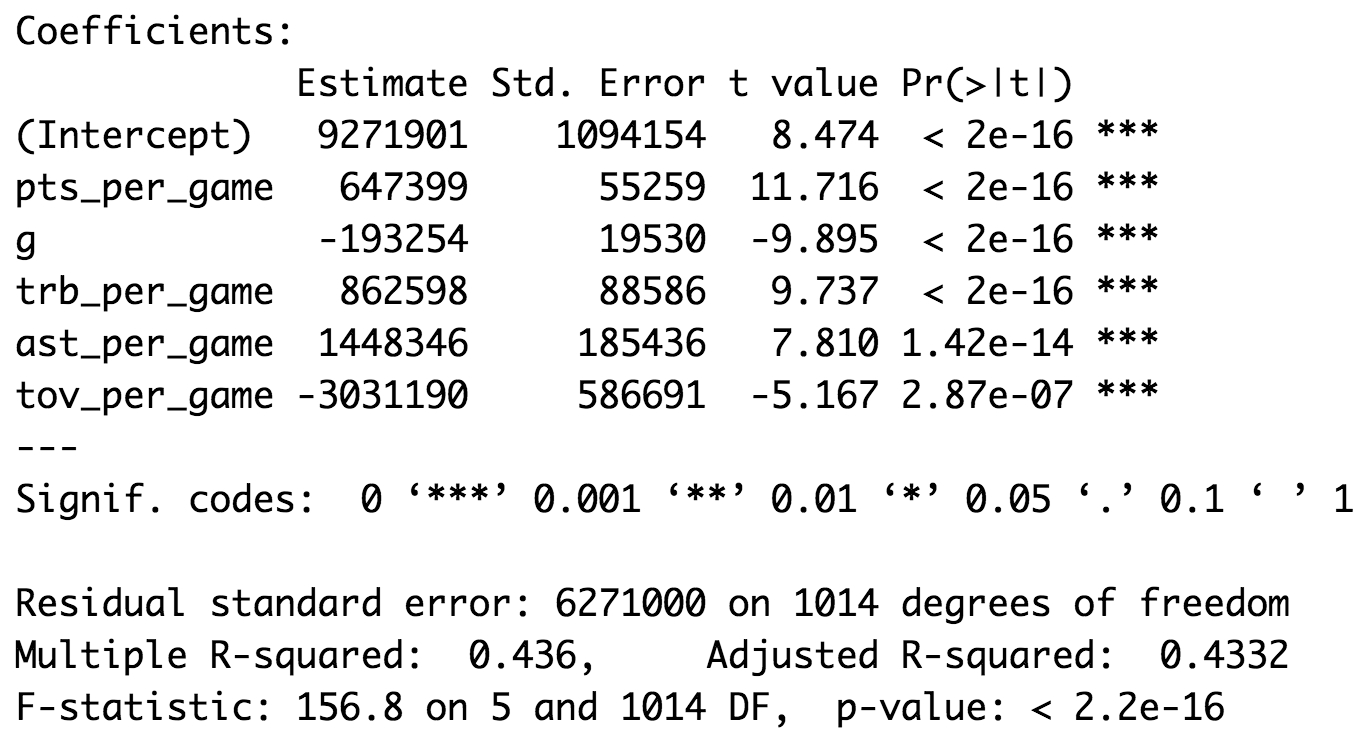 Coefficients:
Estimate Std. Error t value Pr(>|t|)
(Intercept) 9271901 1094154 8.474 < 2e-16 ***
pts_per_game 647399 55259 11.716 < 2e-16 ***
g -193254 19530 -9.895 < 2e-16 ***
trb_per_game 862598 88586 9.737 < 2e-16 ***
ast_per_game 1448346 185436 7.810 1.42e-14 ***
tov_per_game -3031190 586691 -5.167 2.87e-07 ***
---
Signif. codes: 0 ‘***’ 0.001 ‘**’ 0.01 ‘*’ 0.05 ‘.’ 0.1 ‘ ’ 1
Residual standard error: 6271000 on 1014 degrees of freedom
Multiple R-squared: 0.436, Adjusted R-squared: 0.4332
F-statistic: 156.8 on 5 and 1014 DF, p-value: < 2.2e-16